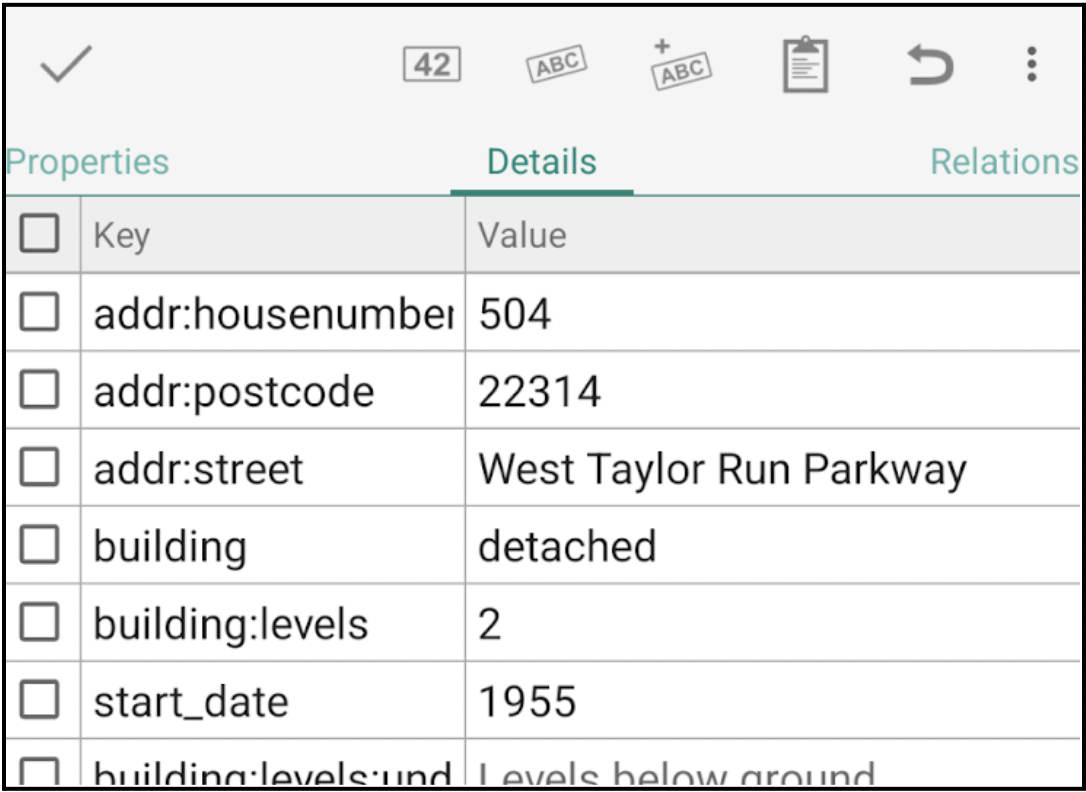 42 ABC + ABC
Properties Details Relations
Key Value
addr:housenumber 504
addr:postcode 22314
addr:street West Taylor Run Parkway
building detached
building:levels 2
start_date 1955
building:levels:und Levels below ground